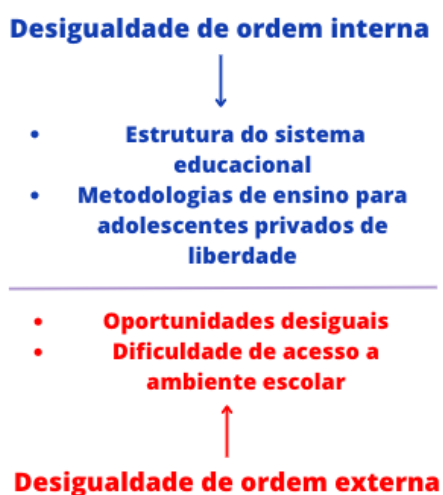 Desigualdade de ordem interna
• Estrutura do sistema
educacional
• Metodologias de ensino para
adolescentes privados de
liberdade
• Oportunidades desiguais
• Dificuldade de acesso a
ambiente escolar
Desigualdade de ordem externa